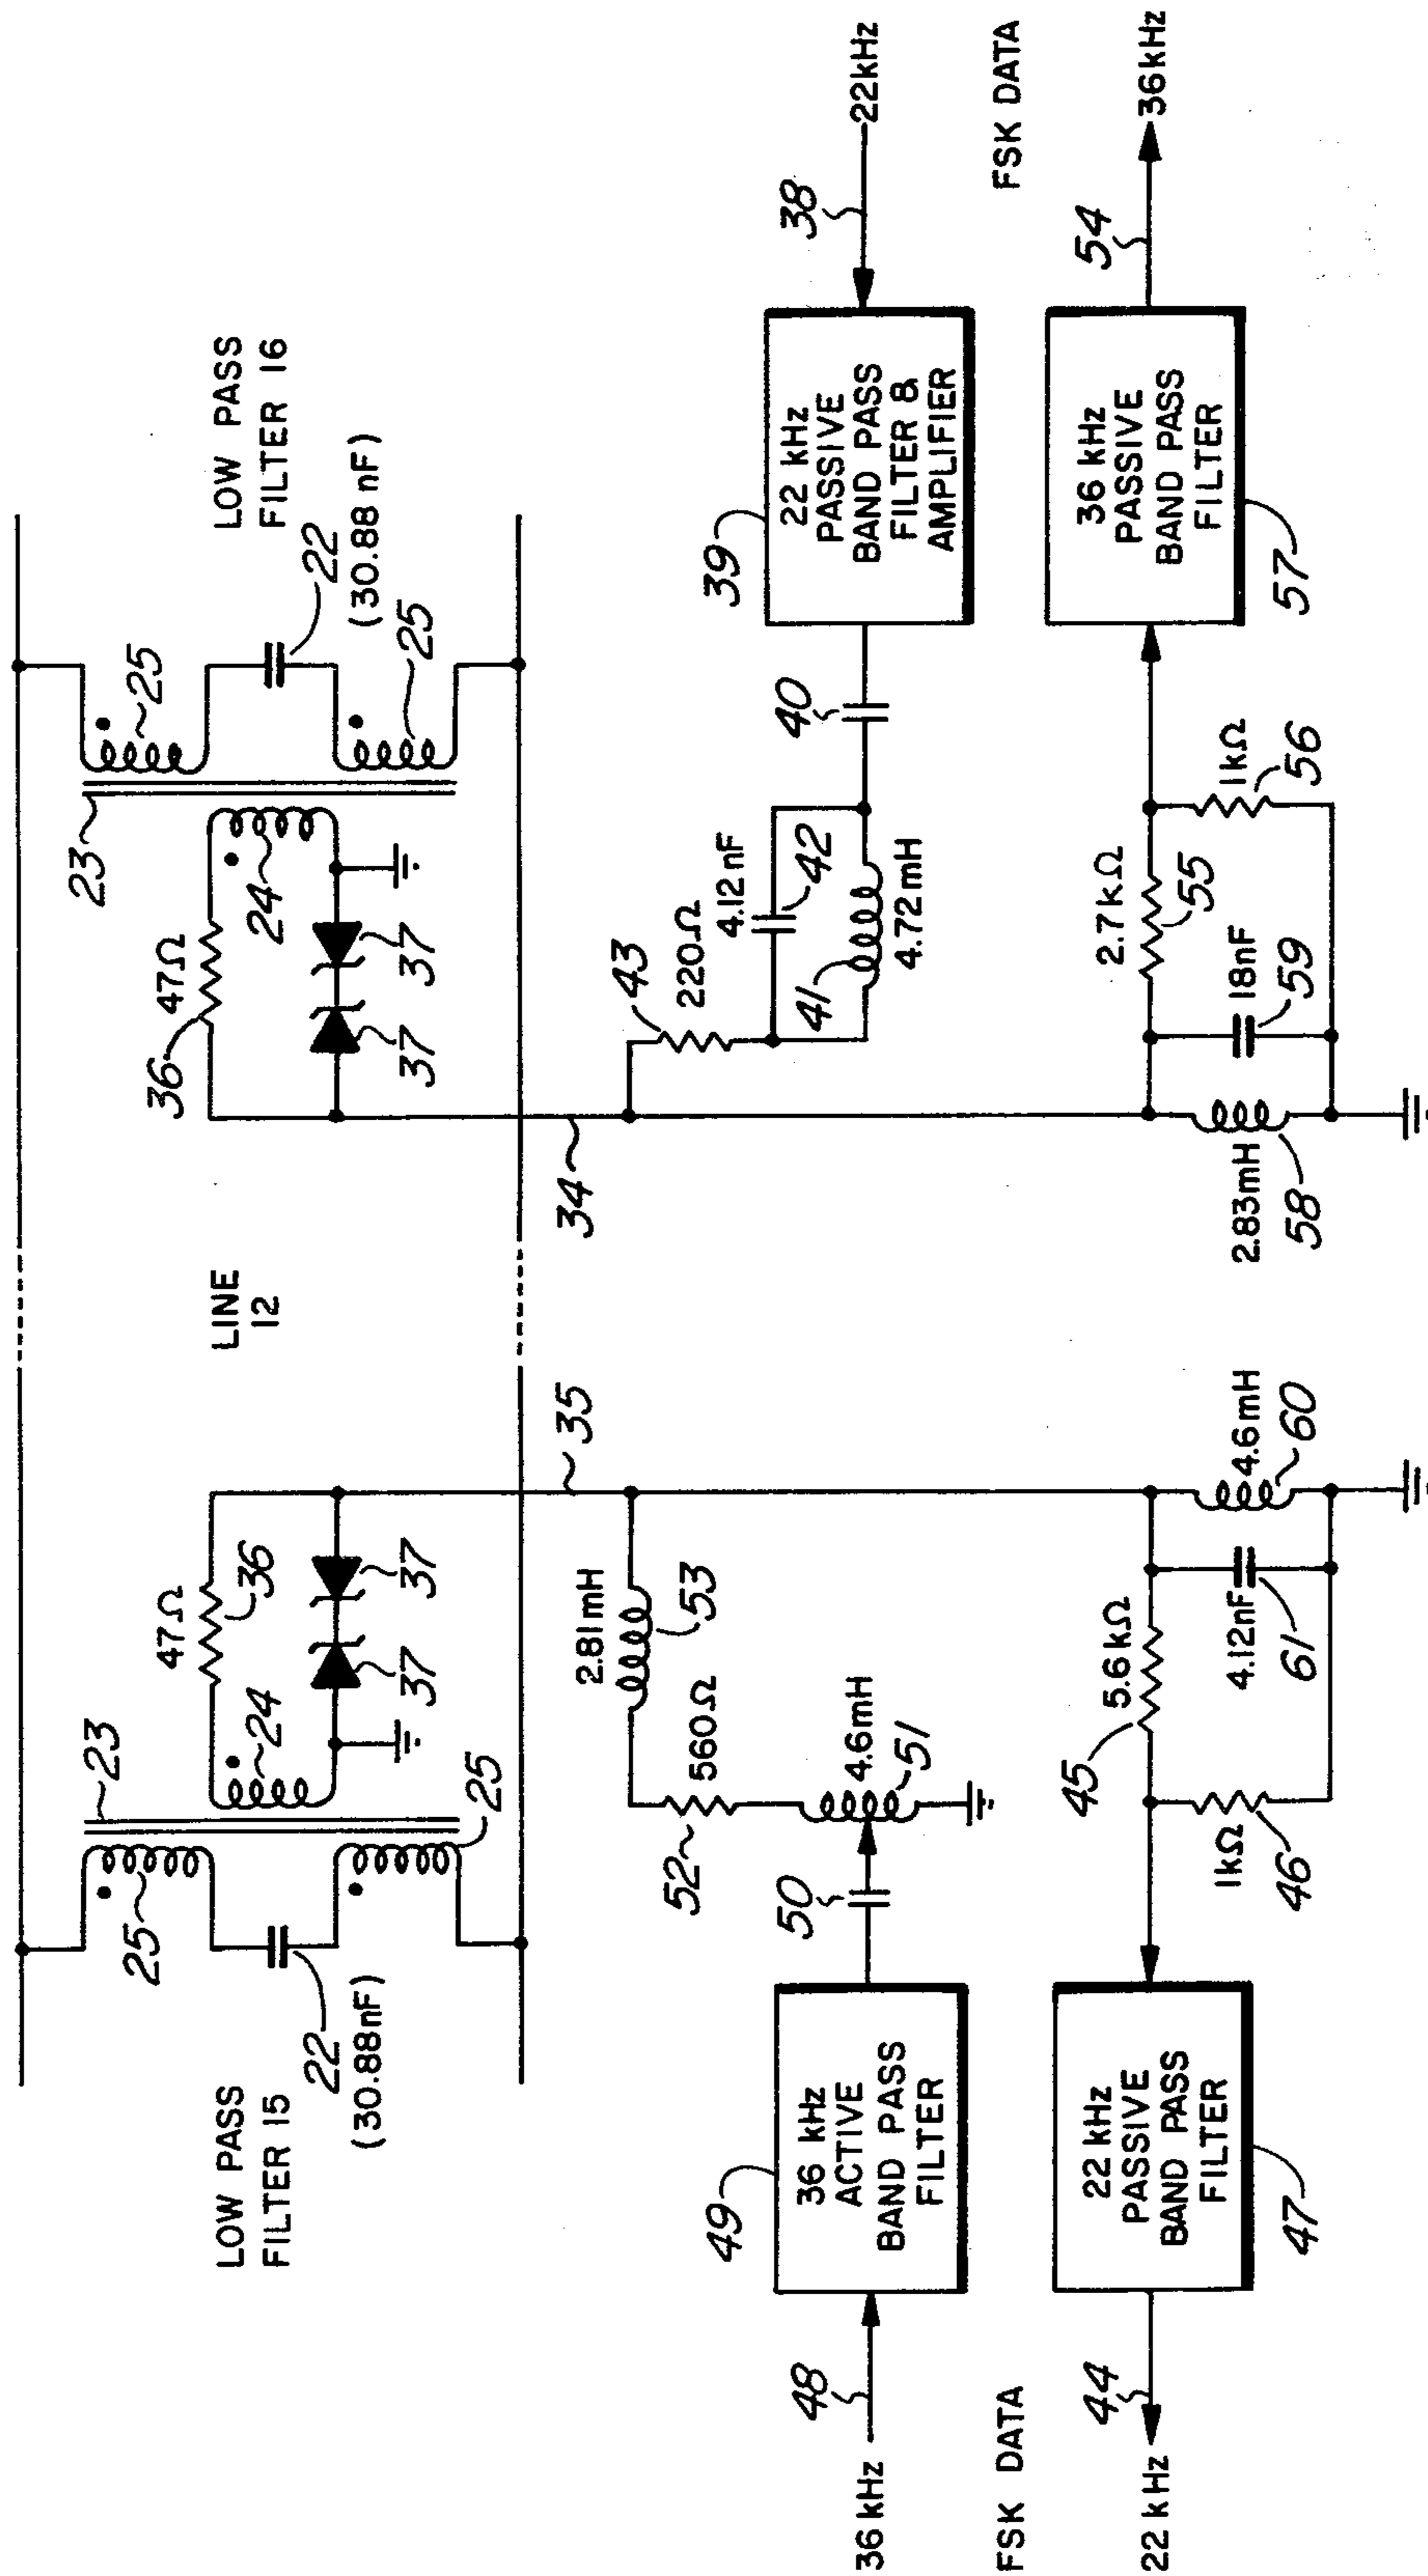 LOW PASS
FILTER 15
22
(30.88nF)
25
25
23
24
47Ω
36
37
37
LINE
12
35
34
LOW PASS
FILTER 16
22
(30.88 nF)
25
25
23
24
47Ω
36
37
37
36 kHz
48
49
36 kHz
ACTIVE
BAND PASS
FILTER
50
4.6mH
51
52
560Ω
2.81mH
53
FSK DATA
22 kHz
44
22 kHz
PASSIVE
BAND PASS
FILTER
47
45
5.6kΩ
1kΩ
46
4.12nF
61
4.6mH
60
43
220Ω
4.12nF
42
41
4.72mH
40
39
22 kHz
PASSIVE
BAND PASS
FILTER &
AMPLIFIER
38
22kHz
FSK DATA
2.83mH
58
18nF
59
2.7kΩ
55
1kΩ
56
36 kHz
PASSIVE
BAND PASS
FILTER
57
54
36kHz